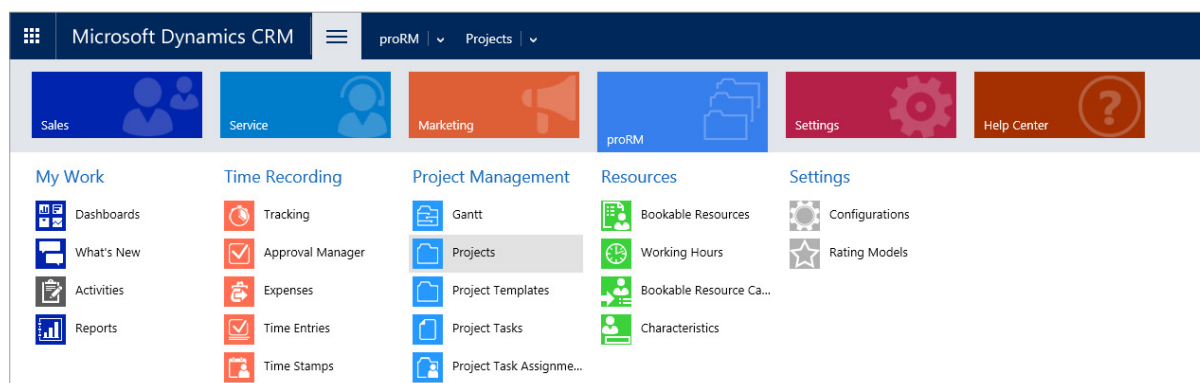 Microsoft Dynamics CRM proRM Projects
Sales Service Marketing proRM Settings Help Center
My Work Time Recording Project Management Resources Settings
Dashboards Tracking Gantt Bookable Resources Configurations
What's New Approval Manager Projects Working Hours Rating Models
Activities Expenses Project Templates Bookable Resource Ca...
Reports Time Entries Project Tasks Characteristics
Time Stamps Project Task Assignme...